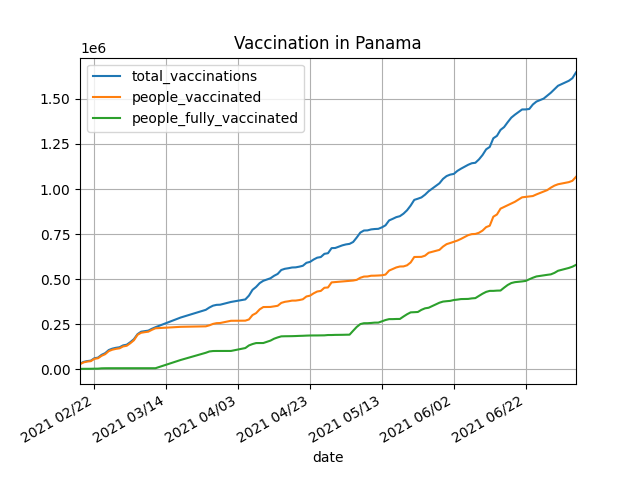 Vaccination in Panama
1e6
total_vaccinations
people_vaccinated
people_fully_vaccinated
1.50
1.25
1.00
0.75
0.50
0.25
0.00
2021 02/22
2021 03/14
2021 04/03
2021 04/23
2021 05/13
2021 06/02
2021 06/22
date